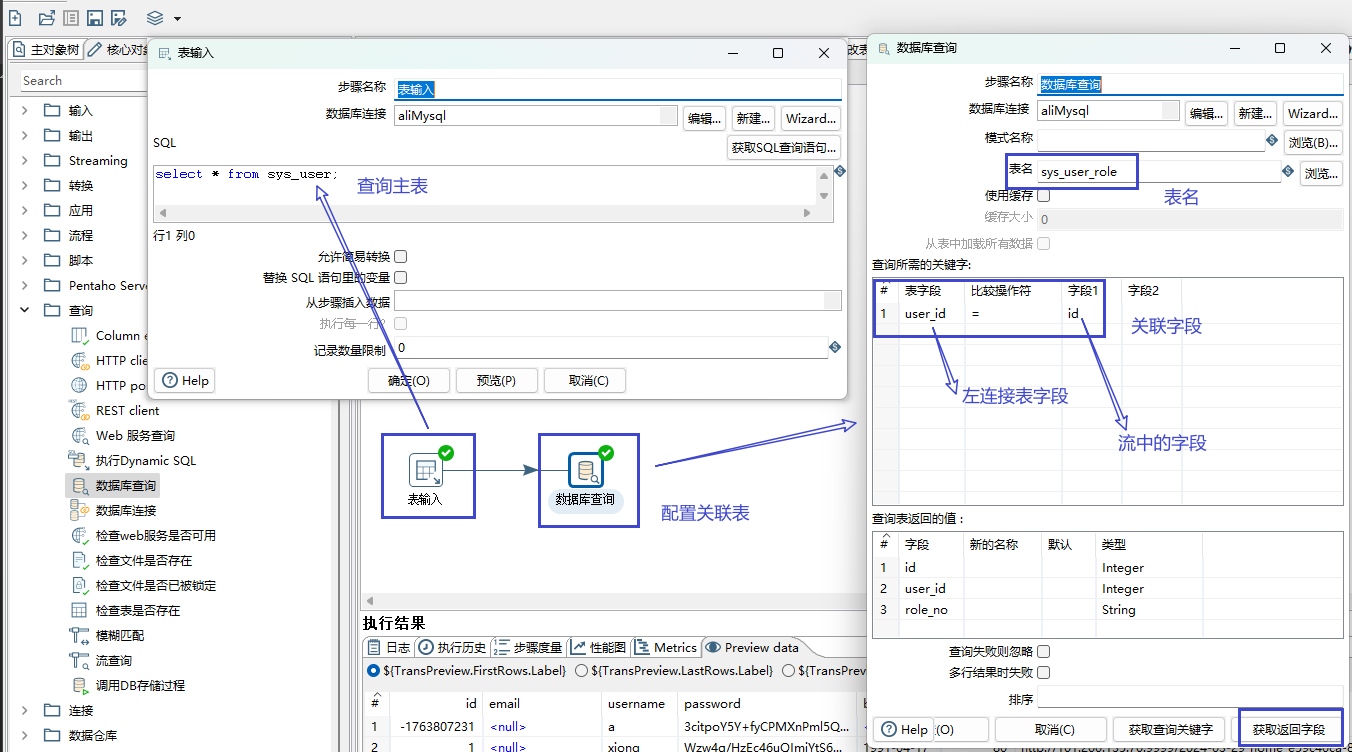 主对象树
核心对象
Search
输入
输出
Streaming
转换
应用
流程
脚本
Pentaho Serve
查询
Column e
HTTP clie
HTTP po
REST client
Web 服务查询
执行Dynamic SQL
数据库查询
数据库连接
检查web服务是否可用
检查文件是否存在
检查文件是否已被锁定
检查表是否存在
模糊匹配
流查询
调用DB存储过程
连接
数据仓库
表输入
步骤名称 表输入
数据库连接 aliMysql 编辑... 新建... Wizard...
SQL 获取SQL查询语句...
select * from sys_user;
查询主表
行1 列0
允许简易转换
替换 SQL 语句里的变量
从步骤插入数据
执行每一行?
记录数量限制 0
Help 确定(O) 预览(P) 取消(C)
表输入
数据库查询
配置关联表
改表
数据库查询
步骤名称 数据库查询
数据库连接 aliMysql 编辑... 新建... Wizard...
模式名称 浏览(B)...
表名 sys_user_role 浏览...
表名
使用缓存
缓存大小 0
从表中加载所有数据
查询所需的关键字:
# 表字段 比较操作符 字段1 字段2
1 user_id = id
关联字段
左连接表字段
流中的字段
查询表返回的值 :
# 字段 新的名称 默认 类型
1 id Integer
2 user_id Integer
3 role_no String
查询失败则忽略
多行结果时失败
排序
Help (O) 取消(C) 获取查询关键字 获取返回字段
执行结果
日志 执行历史 步骤度量 性能图 Metrics Preview data
${TransPreview.FirstRows.Label} ${TransPreview.LastRows.Label} ${TransPrev
# id email username password
1 -1763807231 <null> a 3citpoY5Y+fyCPMXnPml5Q...
2 1 <null> xiong